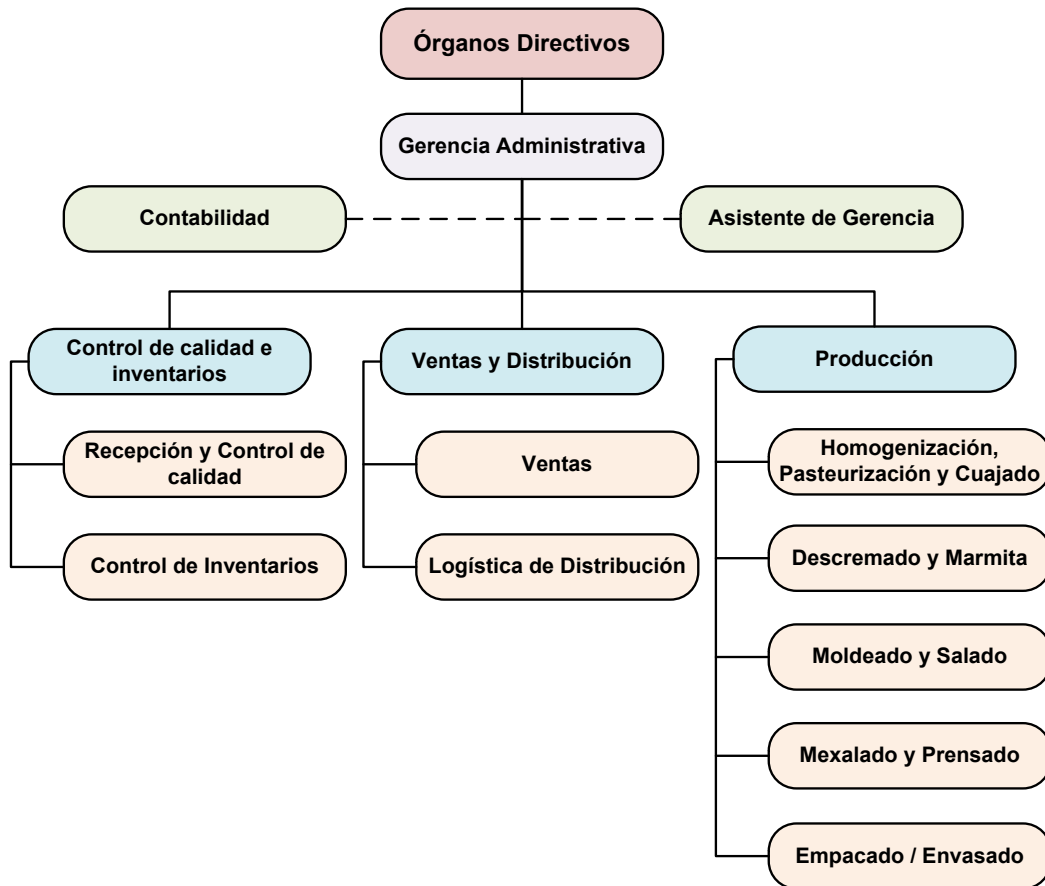 Órganos Directivos
Gerencia Administrativa
Contabilidad
Asistente de Gerencia
Control de calidad e
inventarios
Ventas y Distribución
Producción
Recepción y Control de
calidad
Ventas
Homogenización,
Pasteurización y Cuajado
Control de Inventarios
Logística de Distribución
Descremado y Marmita
Moldeado y Salado
Mexalado y Prensado
Empacado / Envasado